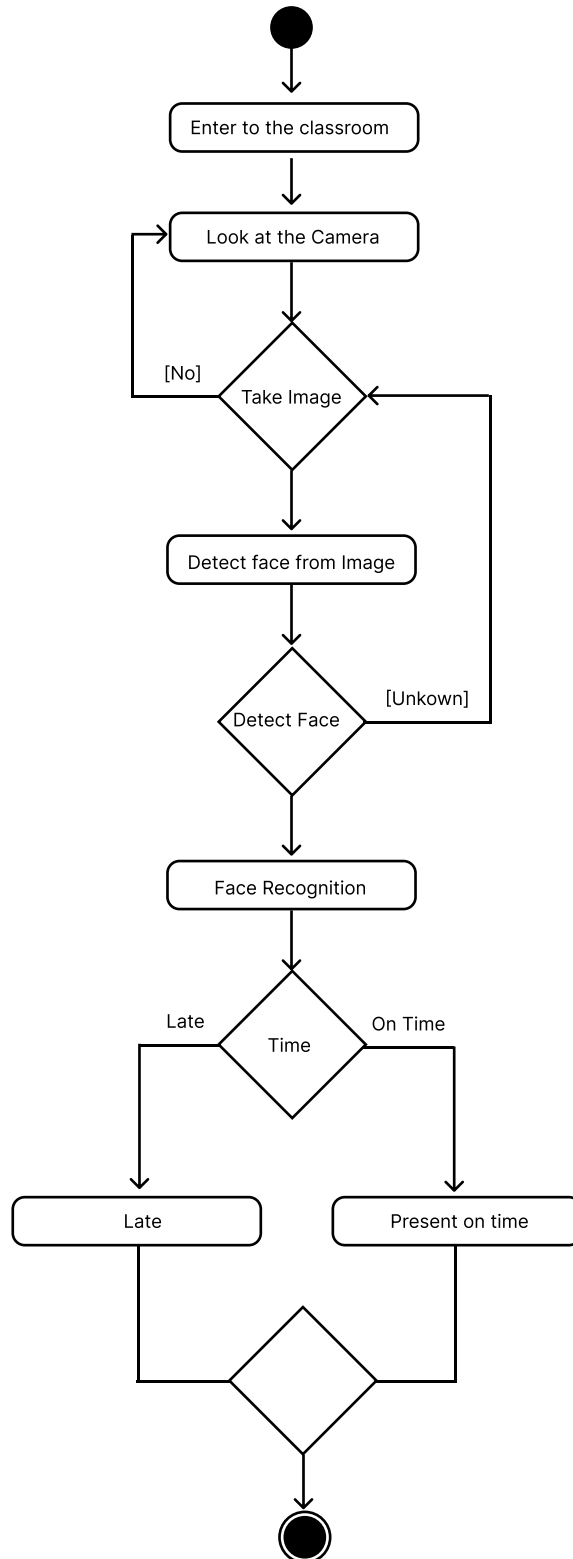 Enter to the classroom
Look at the Camera
[No]
Take Image
Detect face from Image
[Unkown]
Detect Face
Face Recognition
Late
On Time
Time
Late
Present on time